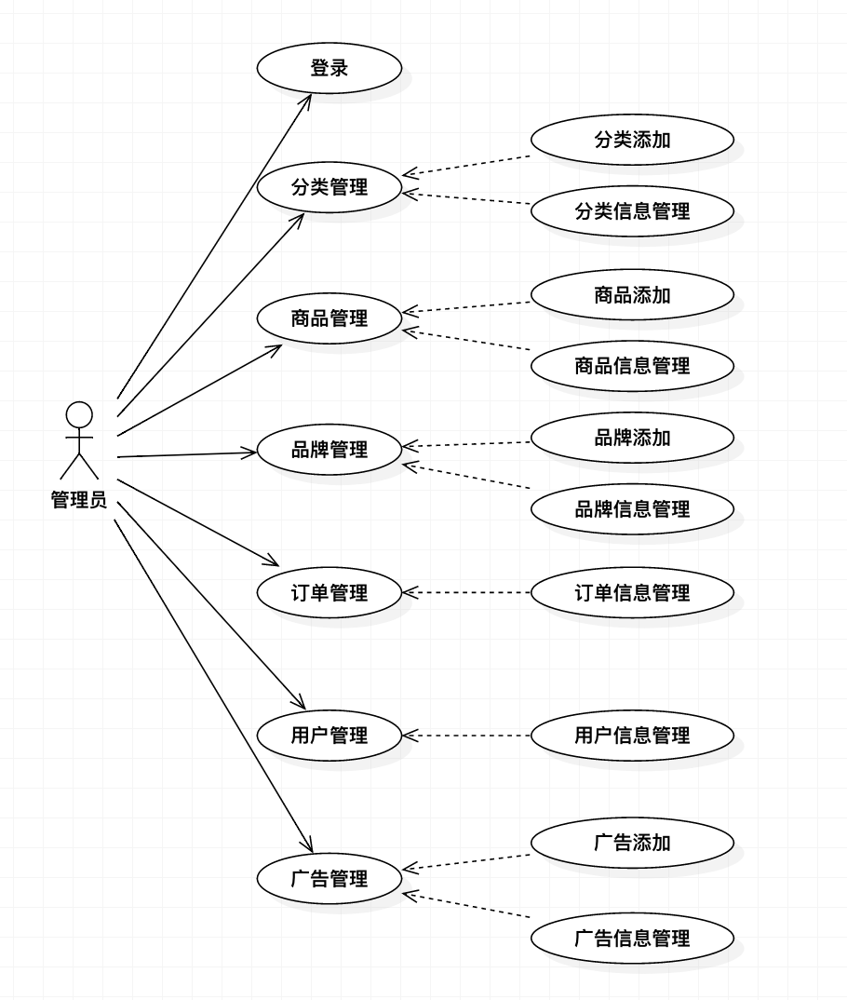 登录
分类添加
分类管理
分类信息管理
商品添加
商品管理
商品信息管理
品牌添加
品牌管理
管理员
品牌信息管理
订单管理
订单信息管理
用户管理
用户信息管理
广告添加
广告管理
广告信息管理